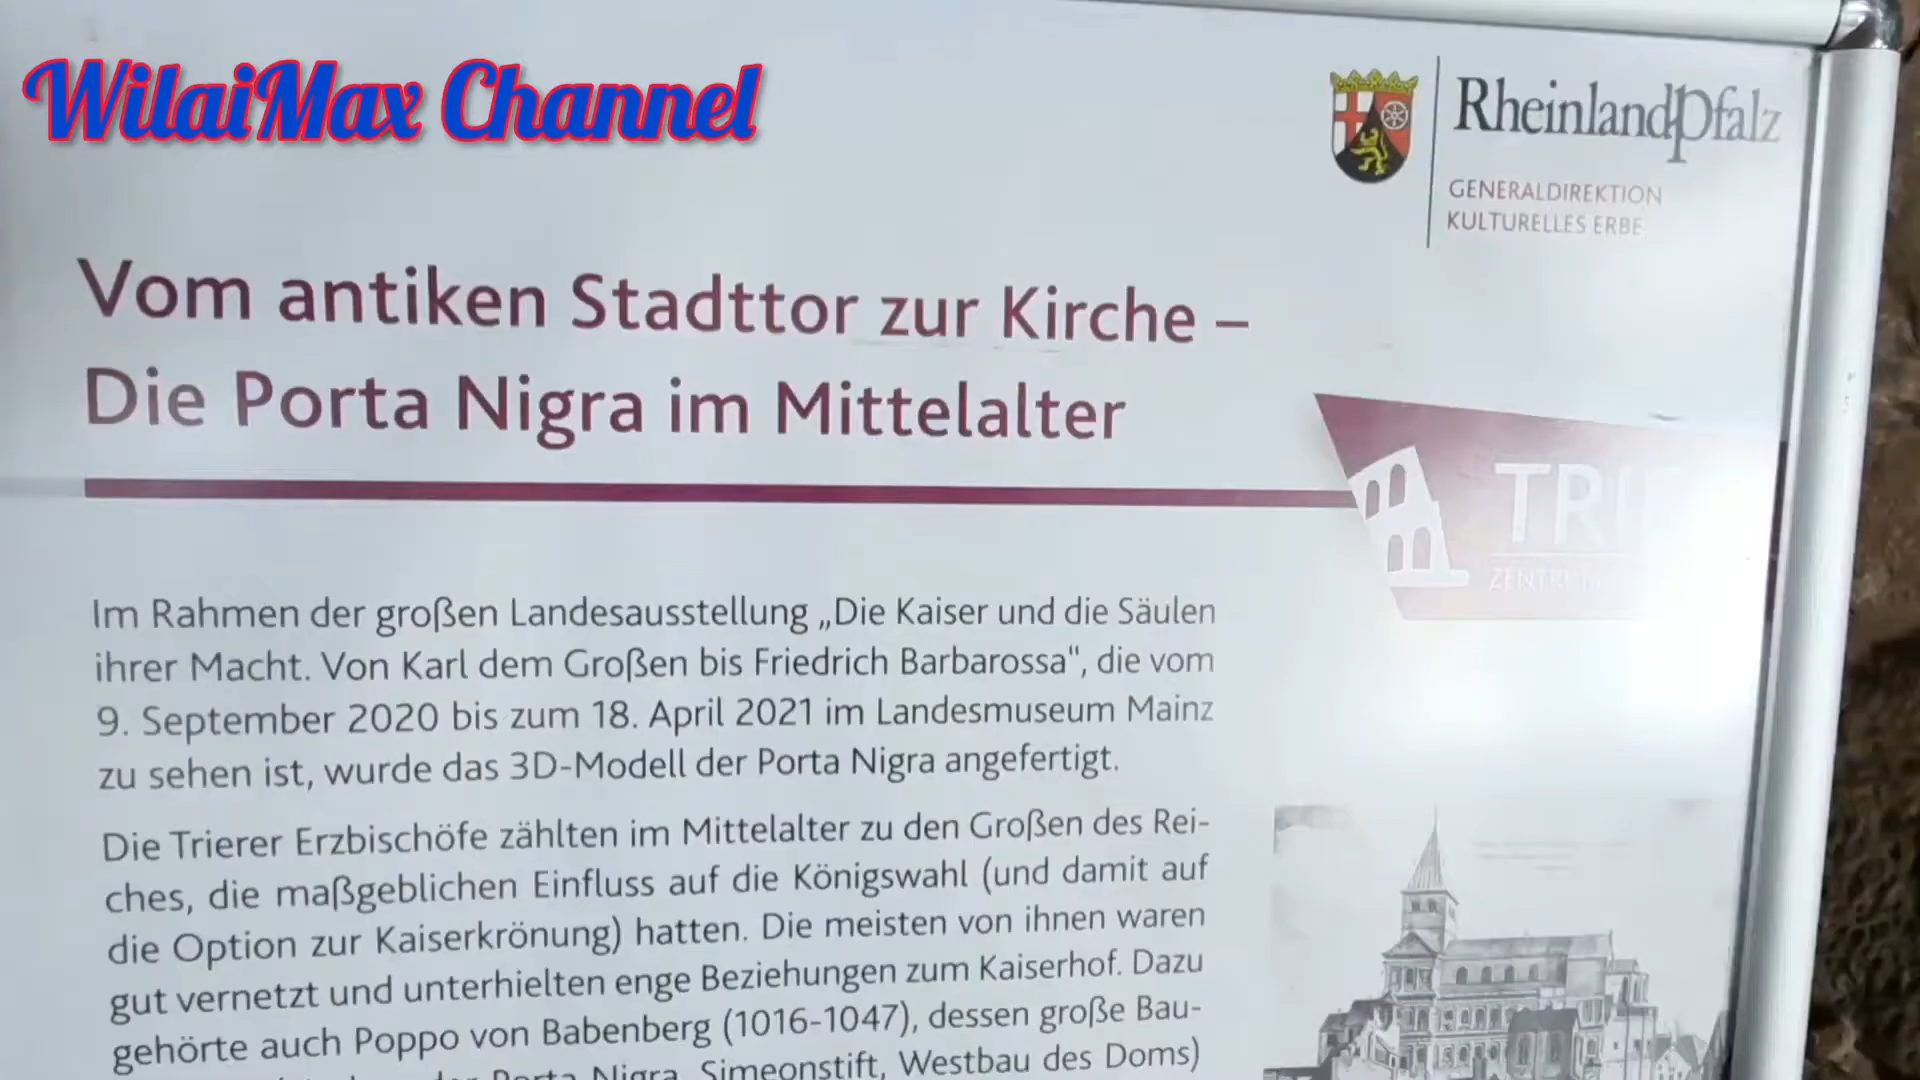 WilaiMax Channel
RheinlandPfalz
GENERALDIREKTION
KULTURELLES ERBE
Vom antiken Stadttor zur Kirche –
Die Porta Nigra im Mittelalter
TRI
ZENTRUM
Im Rahmen der großen Landesausstellung „Die Kaiser und die Säulen
ihrer Macht. Von Karl dem Großen bis Friedrich Barbarossa“, die vom
9. September 2020 bis zum 18. April 2021 im Landesmuseum Mainz
zu sehen ist, wurde das 3D-Modell der Porta Nigra angefertigt.
Die Trierer Erzbischöfe zählten im Mittelalter zu den Großen des Rei-
ches, die maßgeblichen Einfluss auf die Königswahl (und damit auf
die Option zur Kaiserkrönung) hatten. Die meisten von ihnen waren
gut vernetzt und unterhielten enge Beziehungen zum Kaiserhof. Dazu
gehörte auch Poppo von Babenberg (1016-1047), dessen große Bau-
Porta Nigra, Simeonstift, Westbau des Doms)